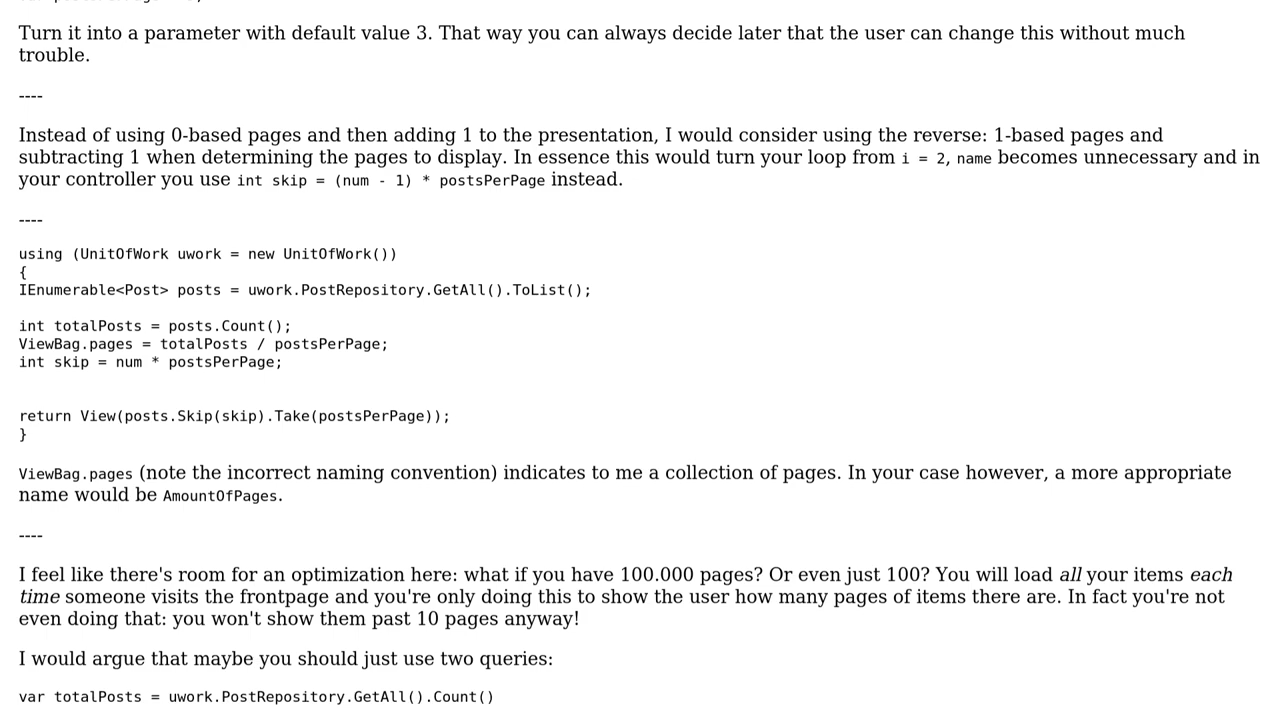 Turn it into a parameter with default value 3. That way you can always decide later that the user can change this without much
trouble.
----
Instead of using 0-based pages and then adding 1 to the presentation, I would consider using the reverse: 1-based pages and
subtracting 1 when determining the pages to display. In essence this would turn your loop from i = 2, name becomes unnecessary and in
your controller you use int skip = (num - 1) * postsPerPage instead.
----
using (UnitOfWork uwork = new UnitOfWork())
{
IEnumerable<Post> posts = uwork.PostRepository.GetAll().ToList();
int totalPosts = posts.Count();
ViewBag.pages = totalPosts / postsPerPage;
int skip = num * postsPerPage;
return View(posts.Skip(skip).Take(postsPerPage));
}
ViewBag.pages (note the incorrect naming convention) indicates to me a collection of pages. In your case however, a more appropriate
name would be AmountOfPages.
----
I feel like there's room for an optimization here: what if you have 100.000 pages? Or even just 100? You will load all your items each
time someone visits the frontpage and you're only doing this to show the user how many pages of items there are. In fact you're not
even doing that: you won't show them past 10 pages anyway!
I would argue that maybe you should just use two queries:
var totalPosts = uwork.PostRepository.GetAll().Count()